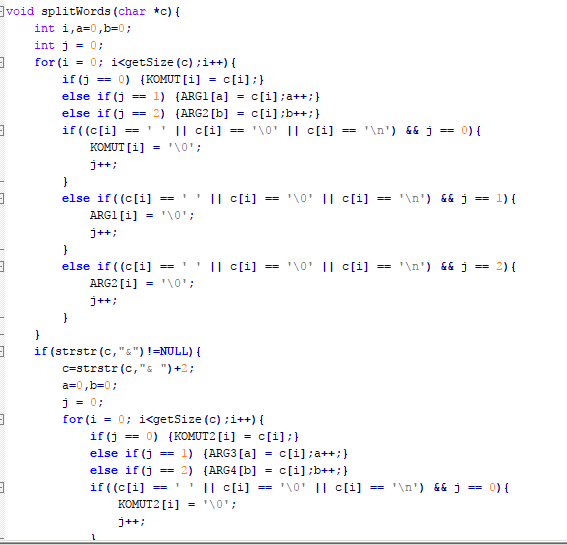 void splitWords(char *c){
int i,a=0,b=0;
int j = 0;
for(i = 0; i<getSize(c);i++){
if(j == 0) {KOMUT[i] = c[i];}
else if(j == 1) {ARG1[a] = c[i];a++;}
else if(j == 2) {ARG2[b] = c[i];b++;}
if((c[i] == ' ' || c[i] == '\0' || c[i] == '\n') && j == 0){
KOMUT[i] = '\0';
j++;
}
else if((c[i] == ' ' || c[i] == '\0' || c[i] == '\n') && j == 1){
ARG1[i] = '\0';
j++;
}
else if((c[i] == ' ' || c[i] == '\0' || c[i] == '\n') && j == 2){
ARG2[i] = '\0';
j++;
}
}
if(strstr(c,"&")!=NULL){
c=strstr(c,"& ")+2;
a=0,b=0;
j = 0;
for(i = 0; i<getSize(c);i++){
if(j == 0) {KOMUT2[i] = c[i];}
else if(j == 1) {ARG3[a] = c[i];a++;}
else if(j == 2) {ARG4[b] = c[i];b++;}
if((c[i] == ' ' || c[i] == '\0' || c[i] == '\n') && j == 0){
KOMUT2[i] = '\0';
j++;
}